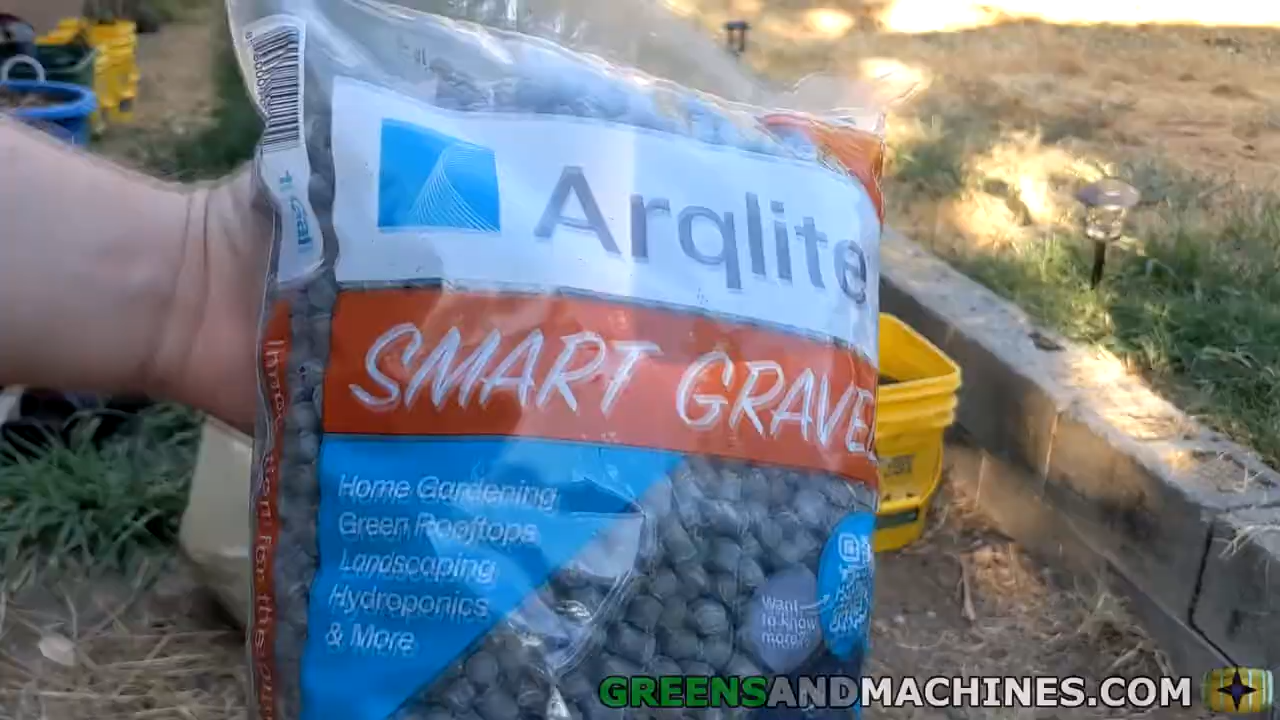 Arqlite
SMART GRAVEL
Home Gardening
Green Rooftops
Landscaping
Hydroponics
& More
want
to know
more?
GREENSANDMACHINES.COM